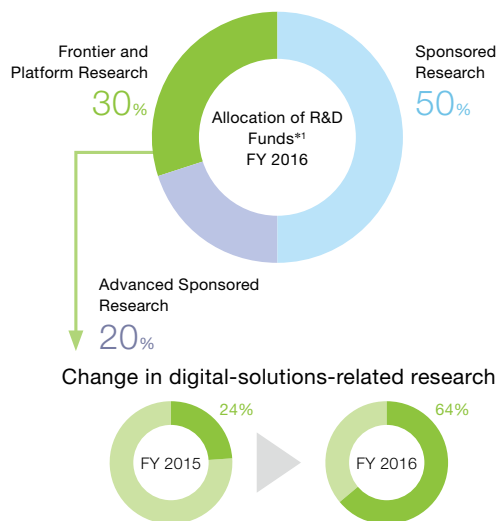 Frontier and
Platform Research
30%
Sponsored
Research
50%
Allocation of R&D
Funds*1
FY 2016
Advanced Sponsored
Research
20%
Change in digital-solutions-related research
24%
FY 2015
64%
FY 2016